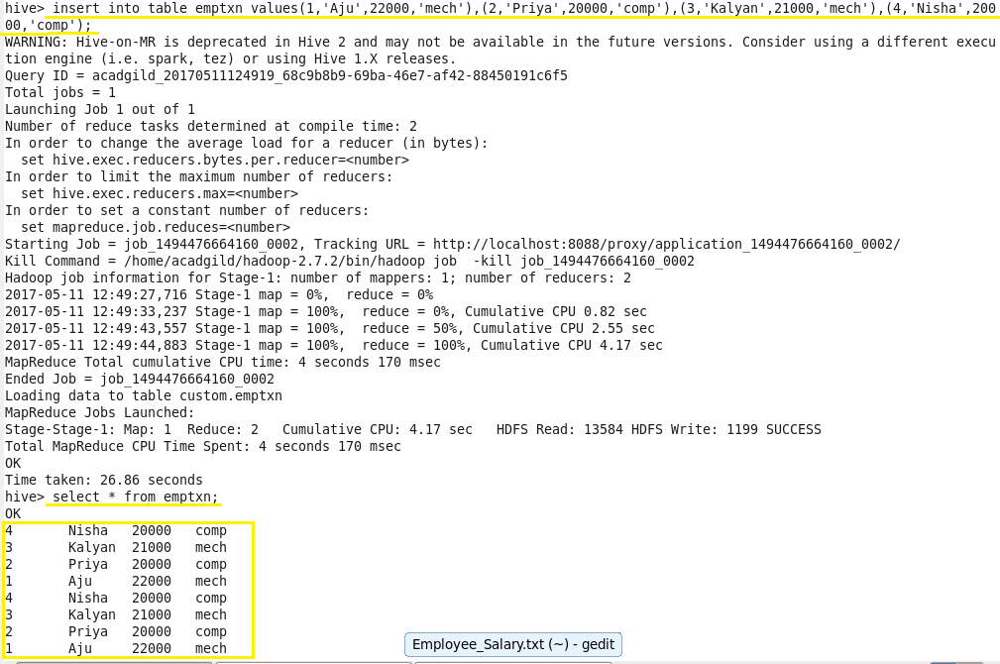 hive> insert into table emptxn values(1,'Aju',22000,'mech'),(2,'Priya',20000,'comp'),(3,'Kalyan',21000,'mech'),(4,'Nisha',200
00,'comp');
WARNING: Hive-on-MR is deprecated in Hive 2 and may not be available in the future versions. Consider using a different execu
tion engine (i.e. spark, tez) or using Hive 1.X releases.
Query ID = acadgild_20170511124919_68c9b8b9-69ba-46e7-af42-88450191c6f5
Total jobs = 1
Launching Job 1 out of 1
Number of reduce tasks determined at compile time: 2
In order to change the average load for a reducer (in bytes):
  set hive.exec.reducers.bytes.per.reducer=<number>
In order to limit the maximum number of reducers:
  set hive.exec.reducers.max=<number>
In order to set a constant number of reducers:
  set mapreduce.job.reduces=<number>
Starting Job = job_1494476664160_0002, Tracking URL = http://localhost:8088/proxy/application_1494476664160_0002/
Kill Command = /home/acadgild/hadoop-2.7.2/bin/hadoop job  -kill job_1494476664160_0002
Hadoop job information for Stage-1: number of mappers: 1; number of reducers: 2
2017-05-11 12:49:27,716 Stage-1 map = 0%,  reduce = 0%
2017-05-11 12:49:33,237 Stage-1 map = 100%,  reduce = 0%, Cumulative CPU 0.82 sec
2017-05-11 12:49:43,557 Stage-1 map = 100%,  reduce = 50%, Cumulative CPU 2.55 sec
2017-05-11 12:49:44,883 Stage-1 map = 100%,  reduce = 100%, Cumulative CPU 4.17 sec
MapReduce Total cumulative CPU time: 4 seconds 170 msec
Ended Job = job_1494476664160_0002
Loading data to table custom.emptxn
MapReduce Jobs Launched:
Stage-Stage-1: Map: 1  Reduce: 2   Cumulative CPU: 4.17 sec   HDFS Read: 13584 HDFS Write: 1199 SUCCESS
Total MapReduce CPU Time Spent: 4 seconds 170 msec
OK
Time taken: 26.86 seconds
hive> select * from emptxn;
OK
4       Nisha   20000   comp
3       Kalyan  21000   mech
2       Priya   20000   comp
1       Aju     22000   mech
4       Nisha   20000   comp
3       Kalyan  21000   mech
2       Priya   20000   comp
1       Aju     22000   mech
Employee_Salary.txt (~) - gedit